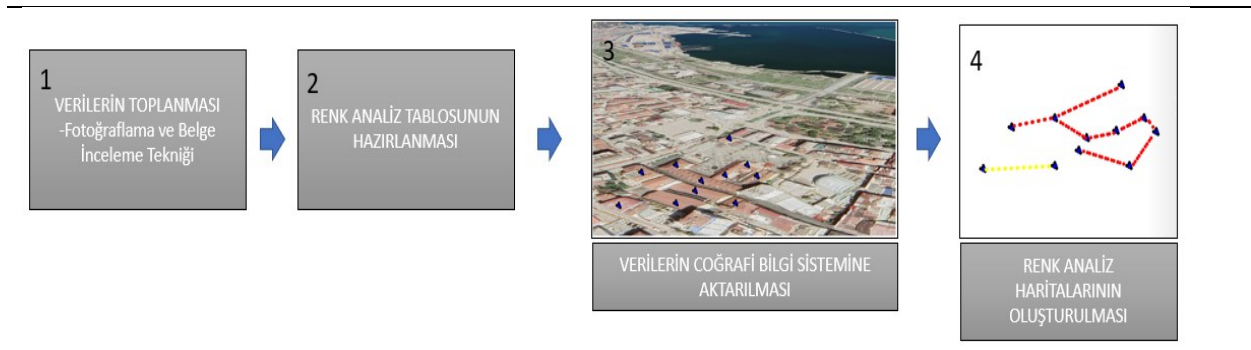 1
VERİLERİN TOPLANMASI
-Fotoğraflama ve Belge
İnceleme Tekniği
2
RENK ANALİZ TABLOSUNUN
HAZIRLANMASI
3
VERİLERİN COĞRAFİ BİLGİ SİSTEMİNE
AKTARILMASI
4
RENK ANALİZ
HARİTALARININ
OLUŞTURULMASI